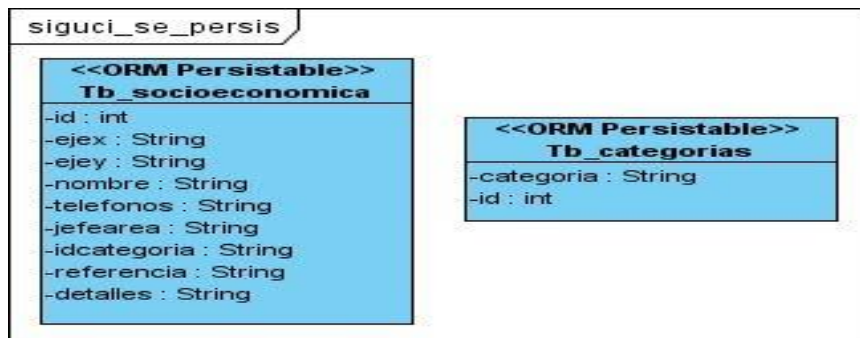 siguci_se_persis
<<ORM Persistable>>
Tb_socioeconomica
-id : int
-ejex : String
-ejey : String
-nombre : String
-telefonos : String
-jefearea : String
-idcategoria : String
-referencia : String
-detalles : String
<<ORM Persistable>>
Tb_categorias
-categoria : String
-id : int